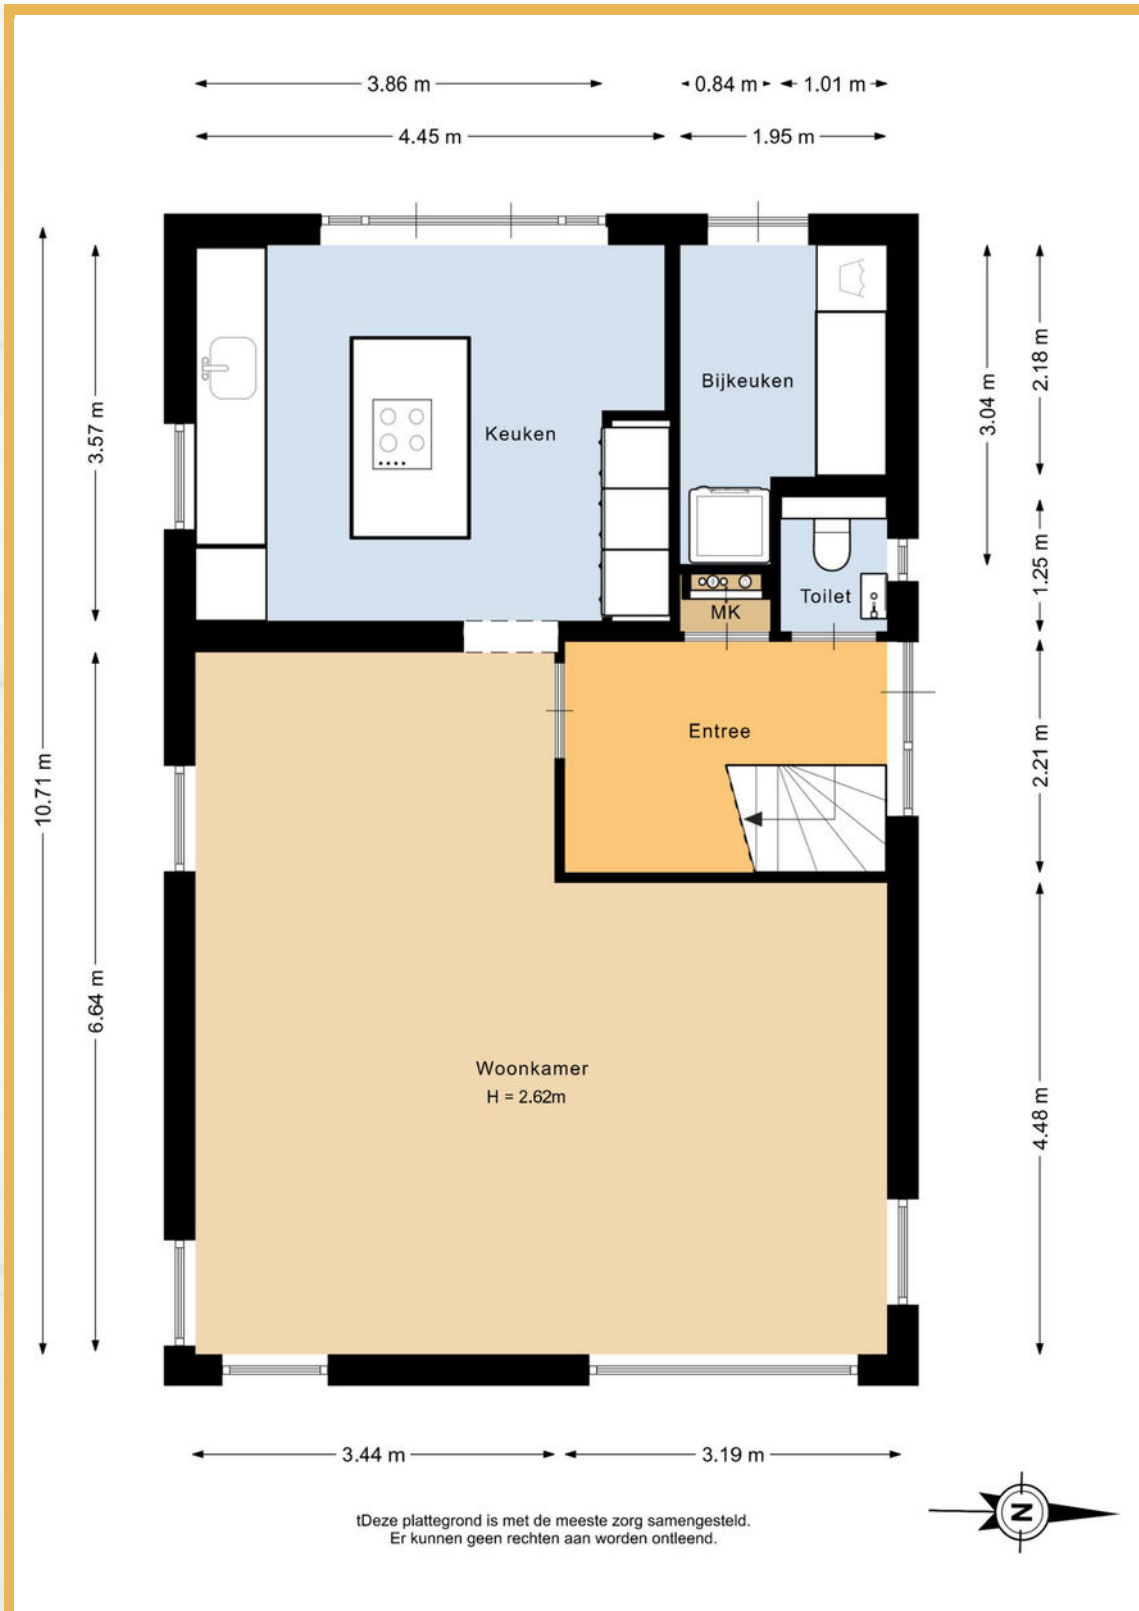 3.86 m
0.84 m
1.01 m
4.45 m
1.95 m
3.57 m
3.04 m
2.18 m
Bijkeuken
Keuken
1.25 m
Toilet
MK
Entree
2.21 m
10.71 m
6.64 m
Woonkamer
H = 2.62m
4.48 m
3.44 m
3.19 m
tDeze plattegrond is met de meeste zorg samengesteld.
Er kunnen geen rechten aan worden ontleend.
N